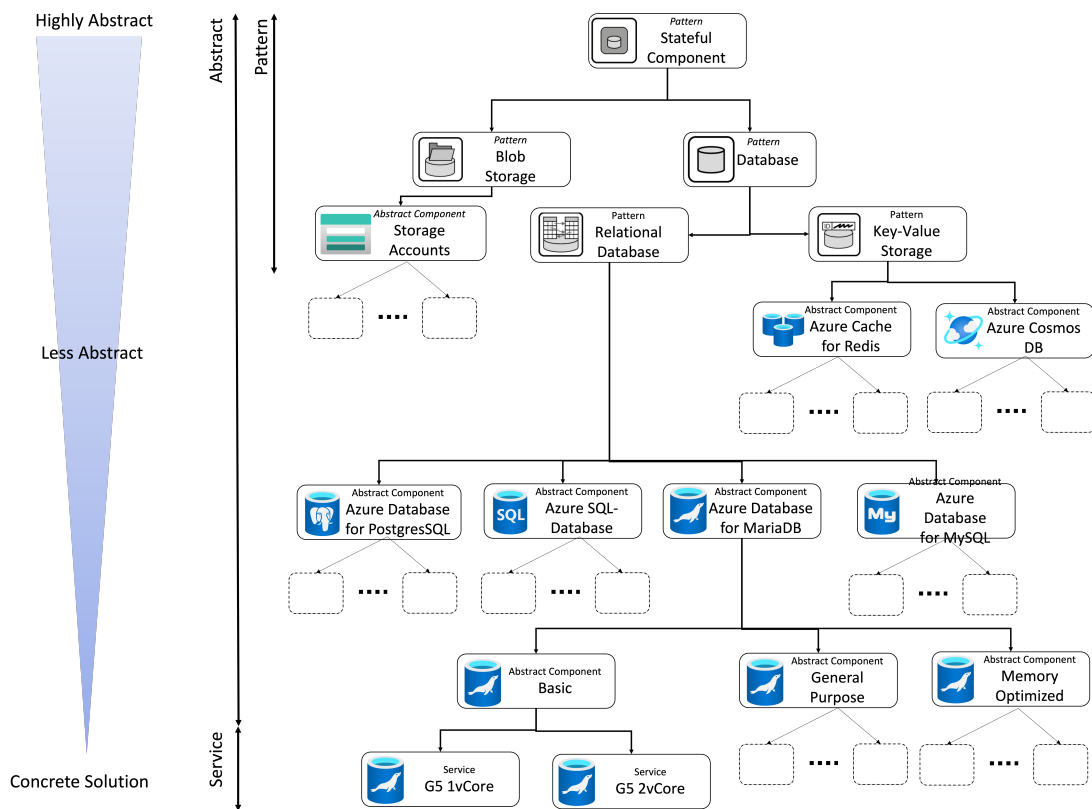 Highly Abstract
Abstract
Pattern
Pattern
Stateful
Component
Pattern
Blob
Storage
Pattern
Database
Abstract Component
Storage
Accounts
Pattern
Relational
Database
Pattern
Key-Value
Storage
ID
....
Less Abstract
Abstract Component
Azure Cache
for Redis
Abstract Component
Azure Cosmos
DB
....
....
Abstract Component
Azure Database
for PostgresSQL
SQL
Abstract Component
Azure SQL-
Database
Abstract Component
Azure Database
for MariaDB
My
Abstract Component
Azure
Database
for MySQL
....
....
....
Abstract Component
Basic
Abstract Component
General
Purpose
Abstract Component
Memory
Optimized
....
....
Service
Service
G5 1vCore
Service
G5 2vCore
Concrete Solution